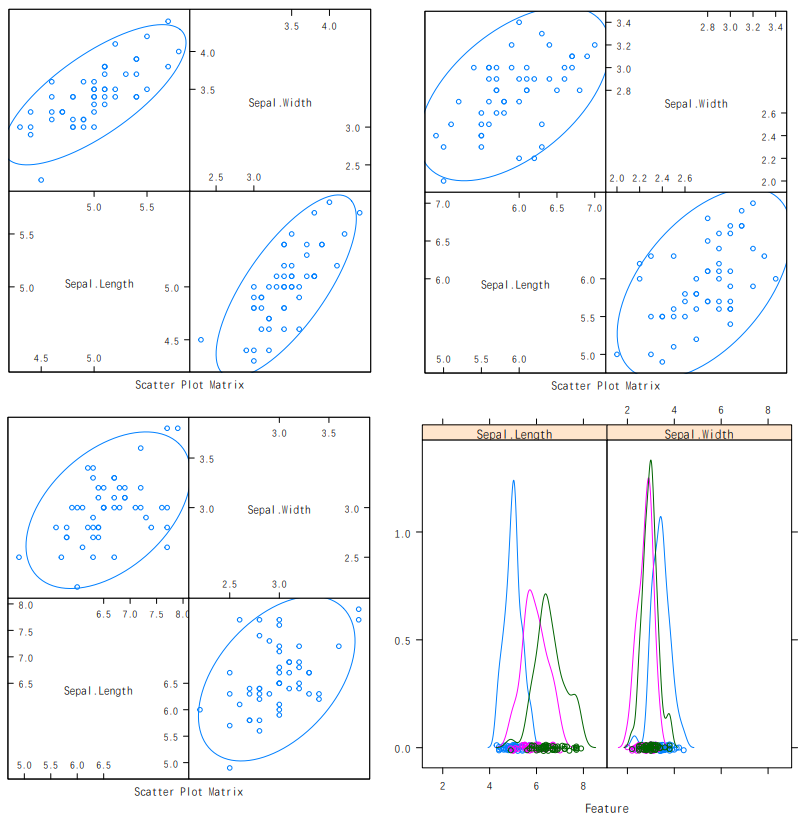 3.5 4.0
4.0
3.5
Sepal.Width
3.0
2.5
2.5 3.0
5.0 5.5
5.5
Sepal.Length
5.0 5.0
4.5
4.5 5.0
Scatter Plot Matrix
3.4 2.8 3.0 3.2 3.4
3.2
3.0
2.8
Sepal.Width
2.6
2.4
2.2
2.0
2.0 2.2 2.4 2.6
7.0 6.0 6.5 7.0
6.5
6.0 6.0
Sepal.Length
5.5
5.0
5.0 5.5 6.0
Scatter Plot Matrix
3.0 3.5
3.5
3.0 Sepal.Width 3.0
2.5
2.5 3.0
8.0 6.5 7.0 7.5 8.0
7.5
7.0
6.5 6.5
Sepal.Length
6.0
5.5
5.0
5.0 5.5 6.0 6.5
Scatter Plot Matrix
2 4 6 8
Sepal.Length Sepal.Width
1.0
0.5
0.0
2 4 6 8
Feature